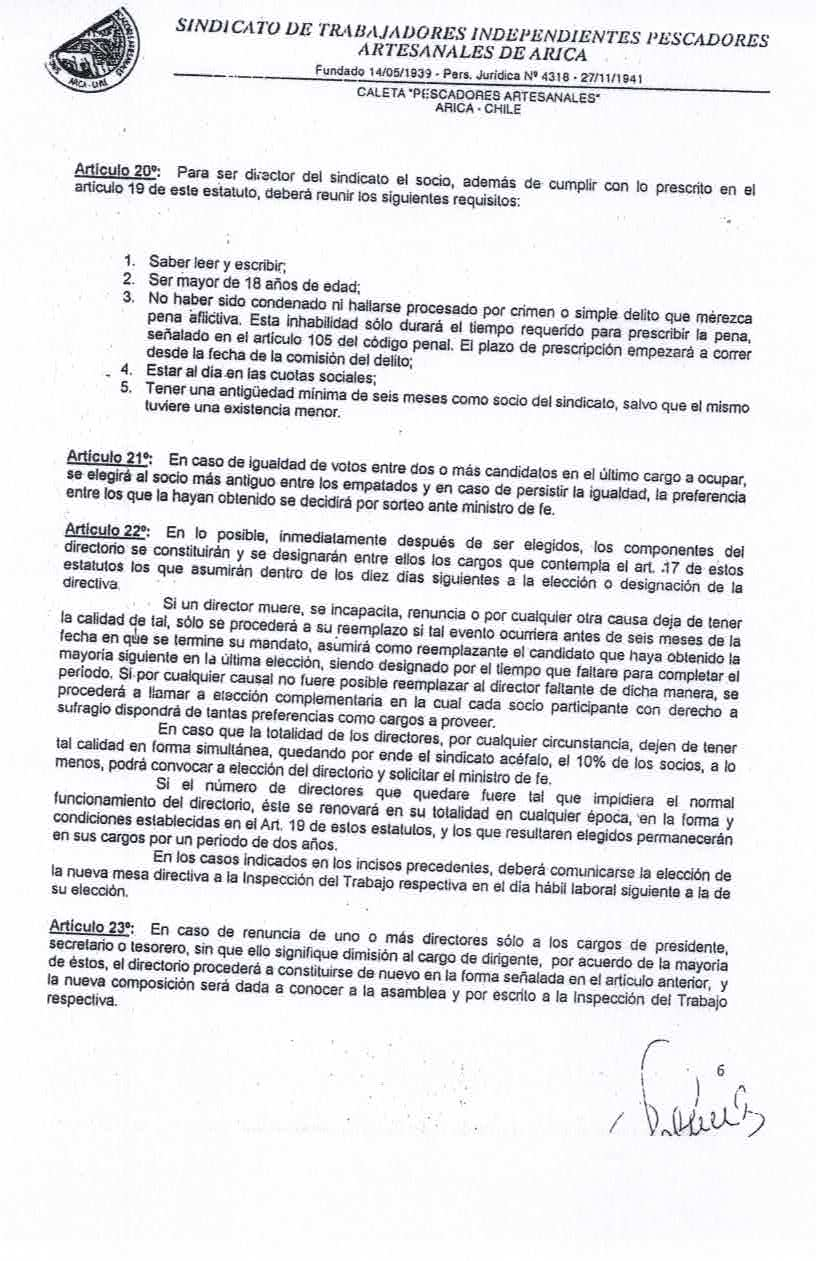 SINDICATO DE TRABAJADORES INDEPENDIENTES PESCADORES
ARTESANALES DE ARICA
Fundado 14/05/1939 - Pers. Jurídica Nº 4318 - 27/11/1941
CALETA "PESCADORES ARTESANALES"
ARICA - CHILE
Artículo 20º: Para ser director del sindicato el socio, además de cumplir con lo prescrito en el
artículo 19 de este estatuto, deberá reunir los siguientes requisitos:
1. Saber leer y escribir;
2. Ser mayor de 18 años de edad;
3. No haber sido condenado ni hallarse procesado por crimen o simple delito que merezca
pena aflictiva. Esta inhabilidad sólo durará el tiempo requerido para prescribir la pena,
señalado en el artículo 105 del código penal. El plazo de prescripción empezará a correr
desde la fecha de la comisión del delito;
4. Estar al día en las cuotas sociales;
5. Tener una antigüedad mínima de seis meses como socio del sindicato, salvo que el mismo
tuviere una existencia menor.
Artículo 21º: En caso de igualdad de votos entre dos o más candidatos en el último cargo a ocupar,
se elegirá al socio más antiguo entre los empatados y en caso de persistir la igualdad, la preferencia
entre los que la hayan obtenido se decidirá por sorteo ante ministro de fe.
Artículo 22º: En lo posible, inmediatamente después de ser elegidos, los componentes del
directorio se constituirán y se designarán entre ellos los cargos que contempla el art. 17 de estos
estatutos los que asumirán dentro de los diez días siguientes a la elección o designación de la
directiva.
Si un director muere, se incapacita, renuncia o por cualquier otra causa deja de tener
la calidad de tal, sólo se procederá a su reemplazo si tal evento ocurriera antes de seis meses de la
fecha en que se termine su mandato, asumirá como reemplazante el candidato que haya obtenido la
mayoría siguiente en la última elección, siendo designado por el tiempo que faltare para completar el
período. Si por cualquier causal no fuere posible reemplazar al director faltante de dicha manera, se
procederá a llamar a elección complementaria en la cual cada socio participante con derecho a
sufragio dispondrá de tantas preferencias como cargos a proveer.
En caso que la totalidad de los directores, por cualquier circunstancia, dejen de tener
tal calidad en forma simultánea, quedando por ende el sindicato acéfalo, el 10% de los socios, a lo
menos, podrá convocar a elección del directorio y solicitar el ministro de fe.
Si el número de directores que quedare fuere tal que impidiera el normal
funcionamiento del directorio, éste se renovará en su totalidad en cualquier época, en la forma y
condiciones establecidas en el Art. 19 de estos estatutos, y los que resultaren elegidos permanecerán
en sus cargos por un periodo de dos años.
En los casos indicados en los incisos precedentes, deberá comunicarse la elección de
la nueva mesa directiva a la Inspección del Trabajo respectiva en el día hábil laboral siguiente a la de
su elección.
Artículo 23º: En caso de renuncia de uno o más directores sólo a los cargos de presidente,
secretario o tesorero, sin que ello signifique dimisión al cargo de dirigente, por acuerdo de la mayoría
de éstos, el directorio procederá a constituirse de nuevo en la forma señalada en el artículo anterior, y
la nueva composición será dada a conocer a la asamblea y por escrito a la Inspección del Trabajo
respectiva.
6